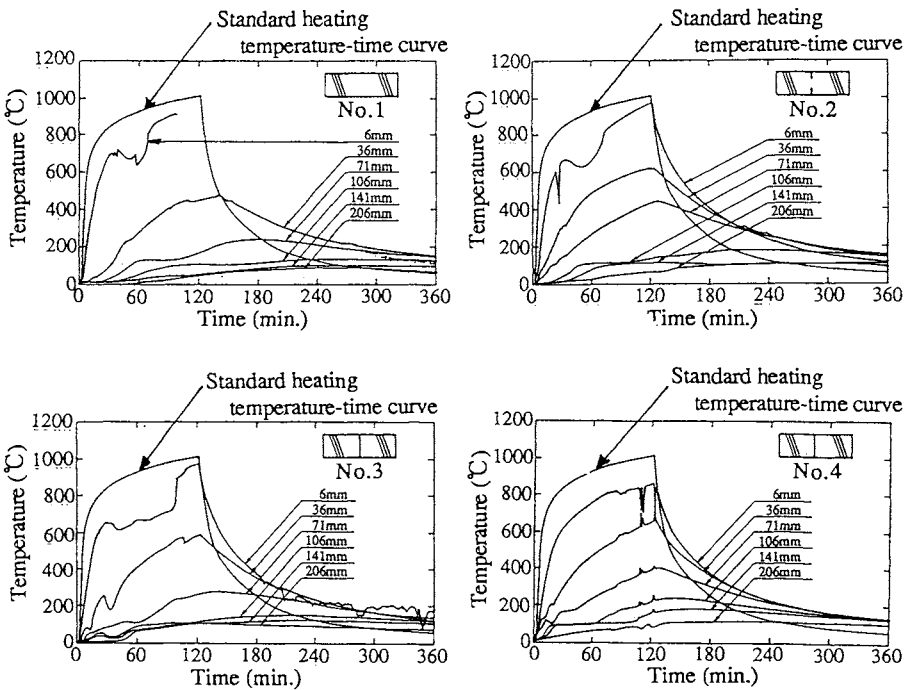 Standard heating
temperature-time curve
1200
1000
800
600
400
200
0
Temperature (℃)
No.1
6mm
36mm
71mm
106mm
141mm
206mm
0 60 120 180 240 300 360
Time (min.)
Standard heating
temperature-time curve
1200
1000
800
600
400
200
0
Temperature (℃)
No.2
6mm
36mm
71mm
106mm
141mm
206mm
0 60 120 180 240 300 360
Time (min.)
Standard heating
temperature-time curve
1200
1000
800
600
400
200
0
Temperature (℃)
No.3
6mm
36mm
71mm
106mm
141mm
206mm
0 60 120 180 240 300 360
Time (min.)
Standard heating
temperature-time curve
1200
1000
800
600
400
200
0
Temperature (℃)
No.4
6mm
36mm
71mm
106mm
141mm
206mm
0 60 120 180 240 300 360
Time (min.)